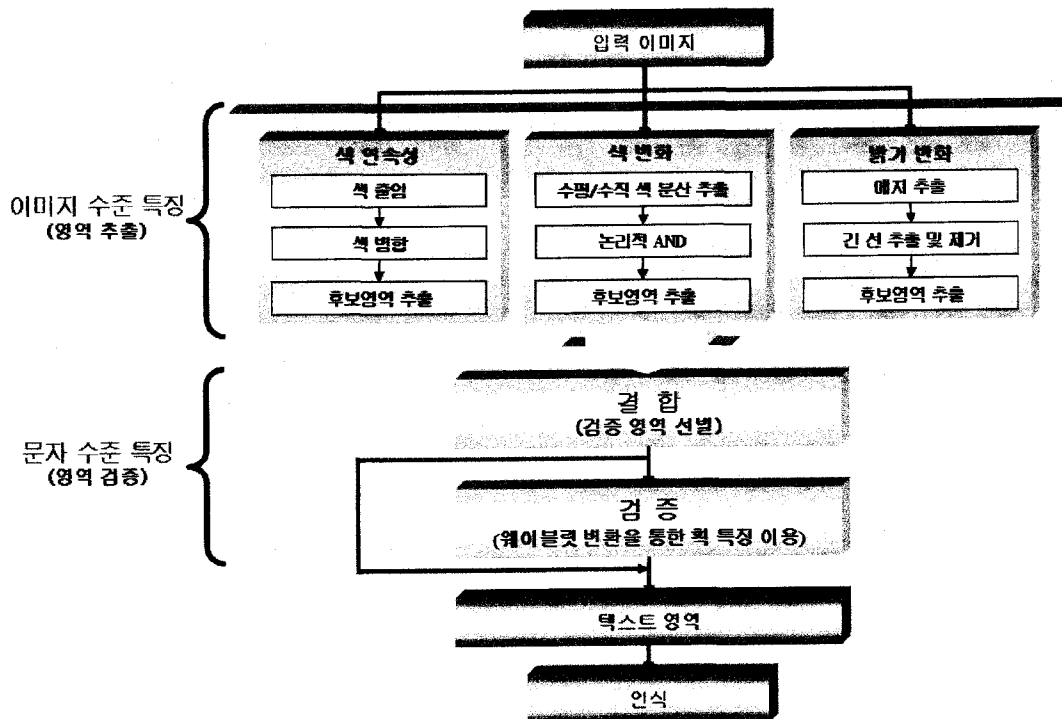 입력 이미지
이미지 수준 특징
(영역 추출)
색 연속성
색 줄임
색 병합
후보영역 추출
색 변화
수평/수직 색 분산 추출
논리적 AND
후보영역 추출
밝기 변화
에지 추출
긴 선 추출 및 제거
후보영역 추출
문자 수준 특징
(영역 검증)
결 합
(검증 영역 선별)
검 증
(웨이블릿 변환을 통한 획 특징 이용)
텍스트 영역
인식